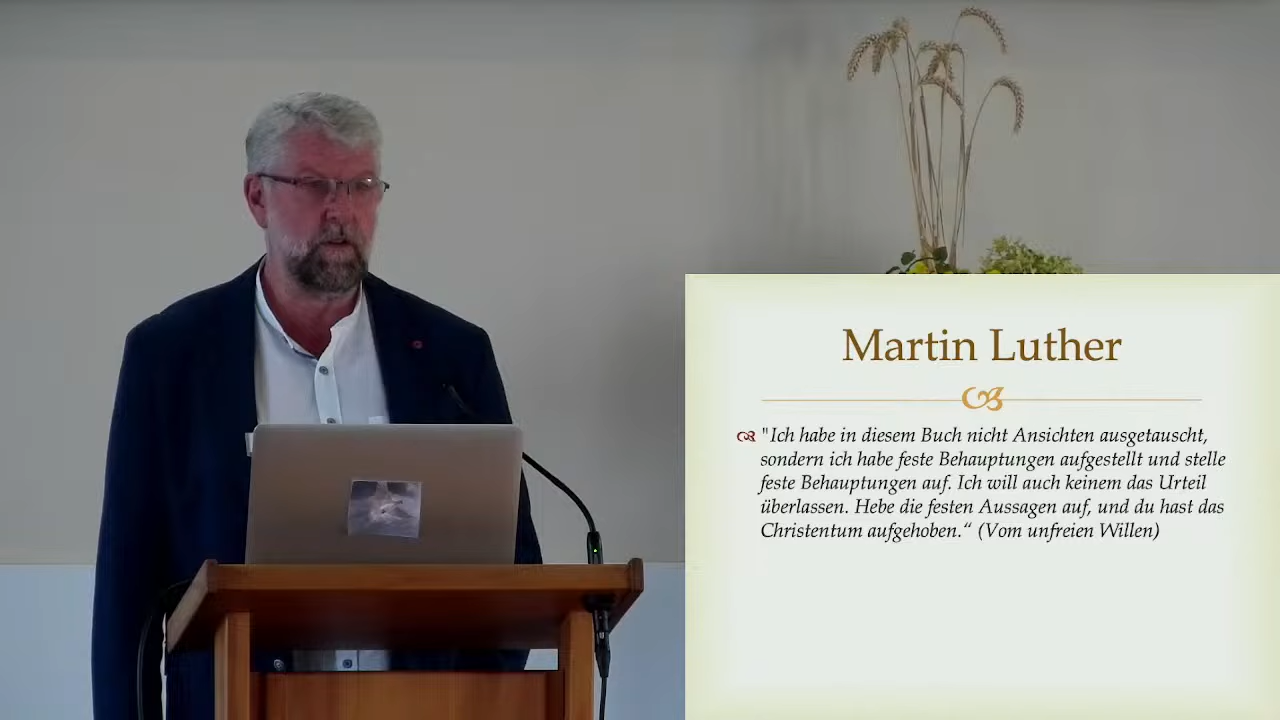 Martin Luther
"Ich habe in diesem Buch nicht Ansichten ausgetauscht,
sondern ich habe feste Behauptungen aufgestellt und stelle
feste Behauptungen auf. Ich will auch keinem das Urteil
überlassen. Hebe die festen Aussagen auf, und du hast das
Christentum aufgehoben.“ (Vom unfreien Willen)